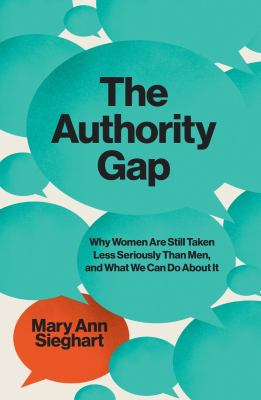 The
Authority
Gap
Why Women Are Still Taken
Less Seriously Than Men,
and What We Can Do About It
Mary Ann
Sieghart